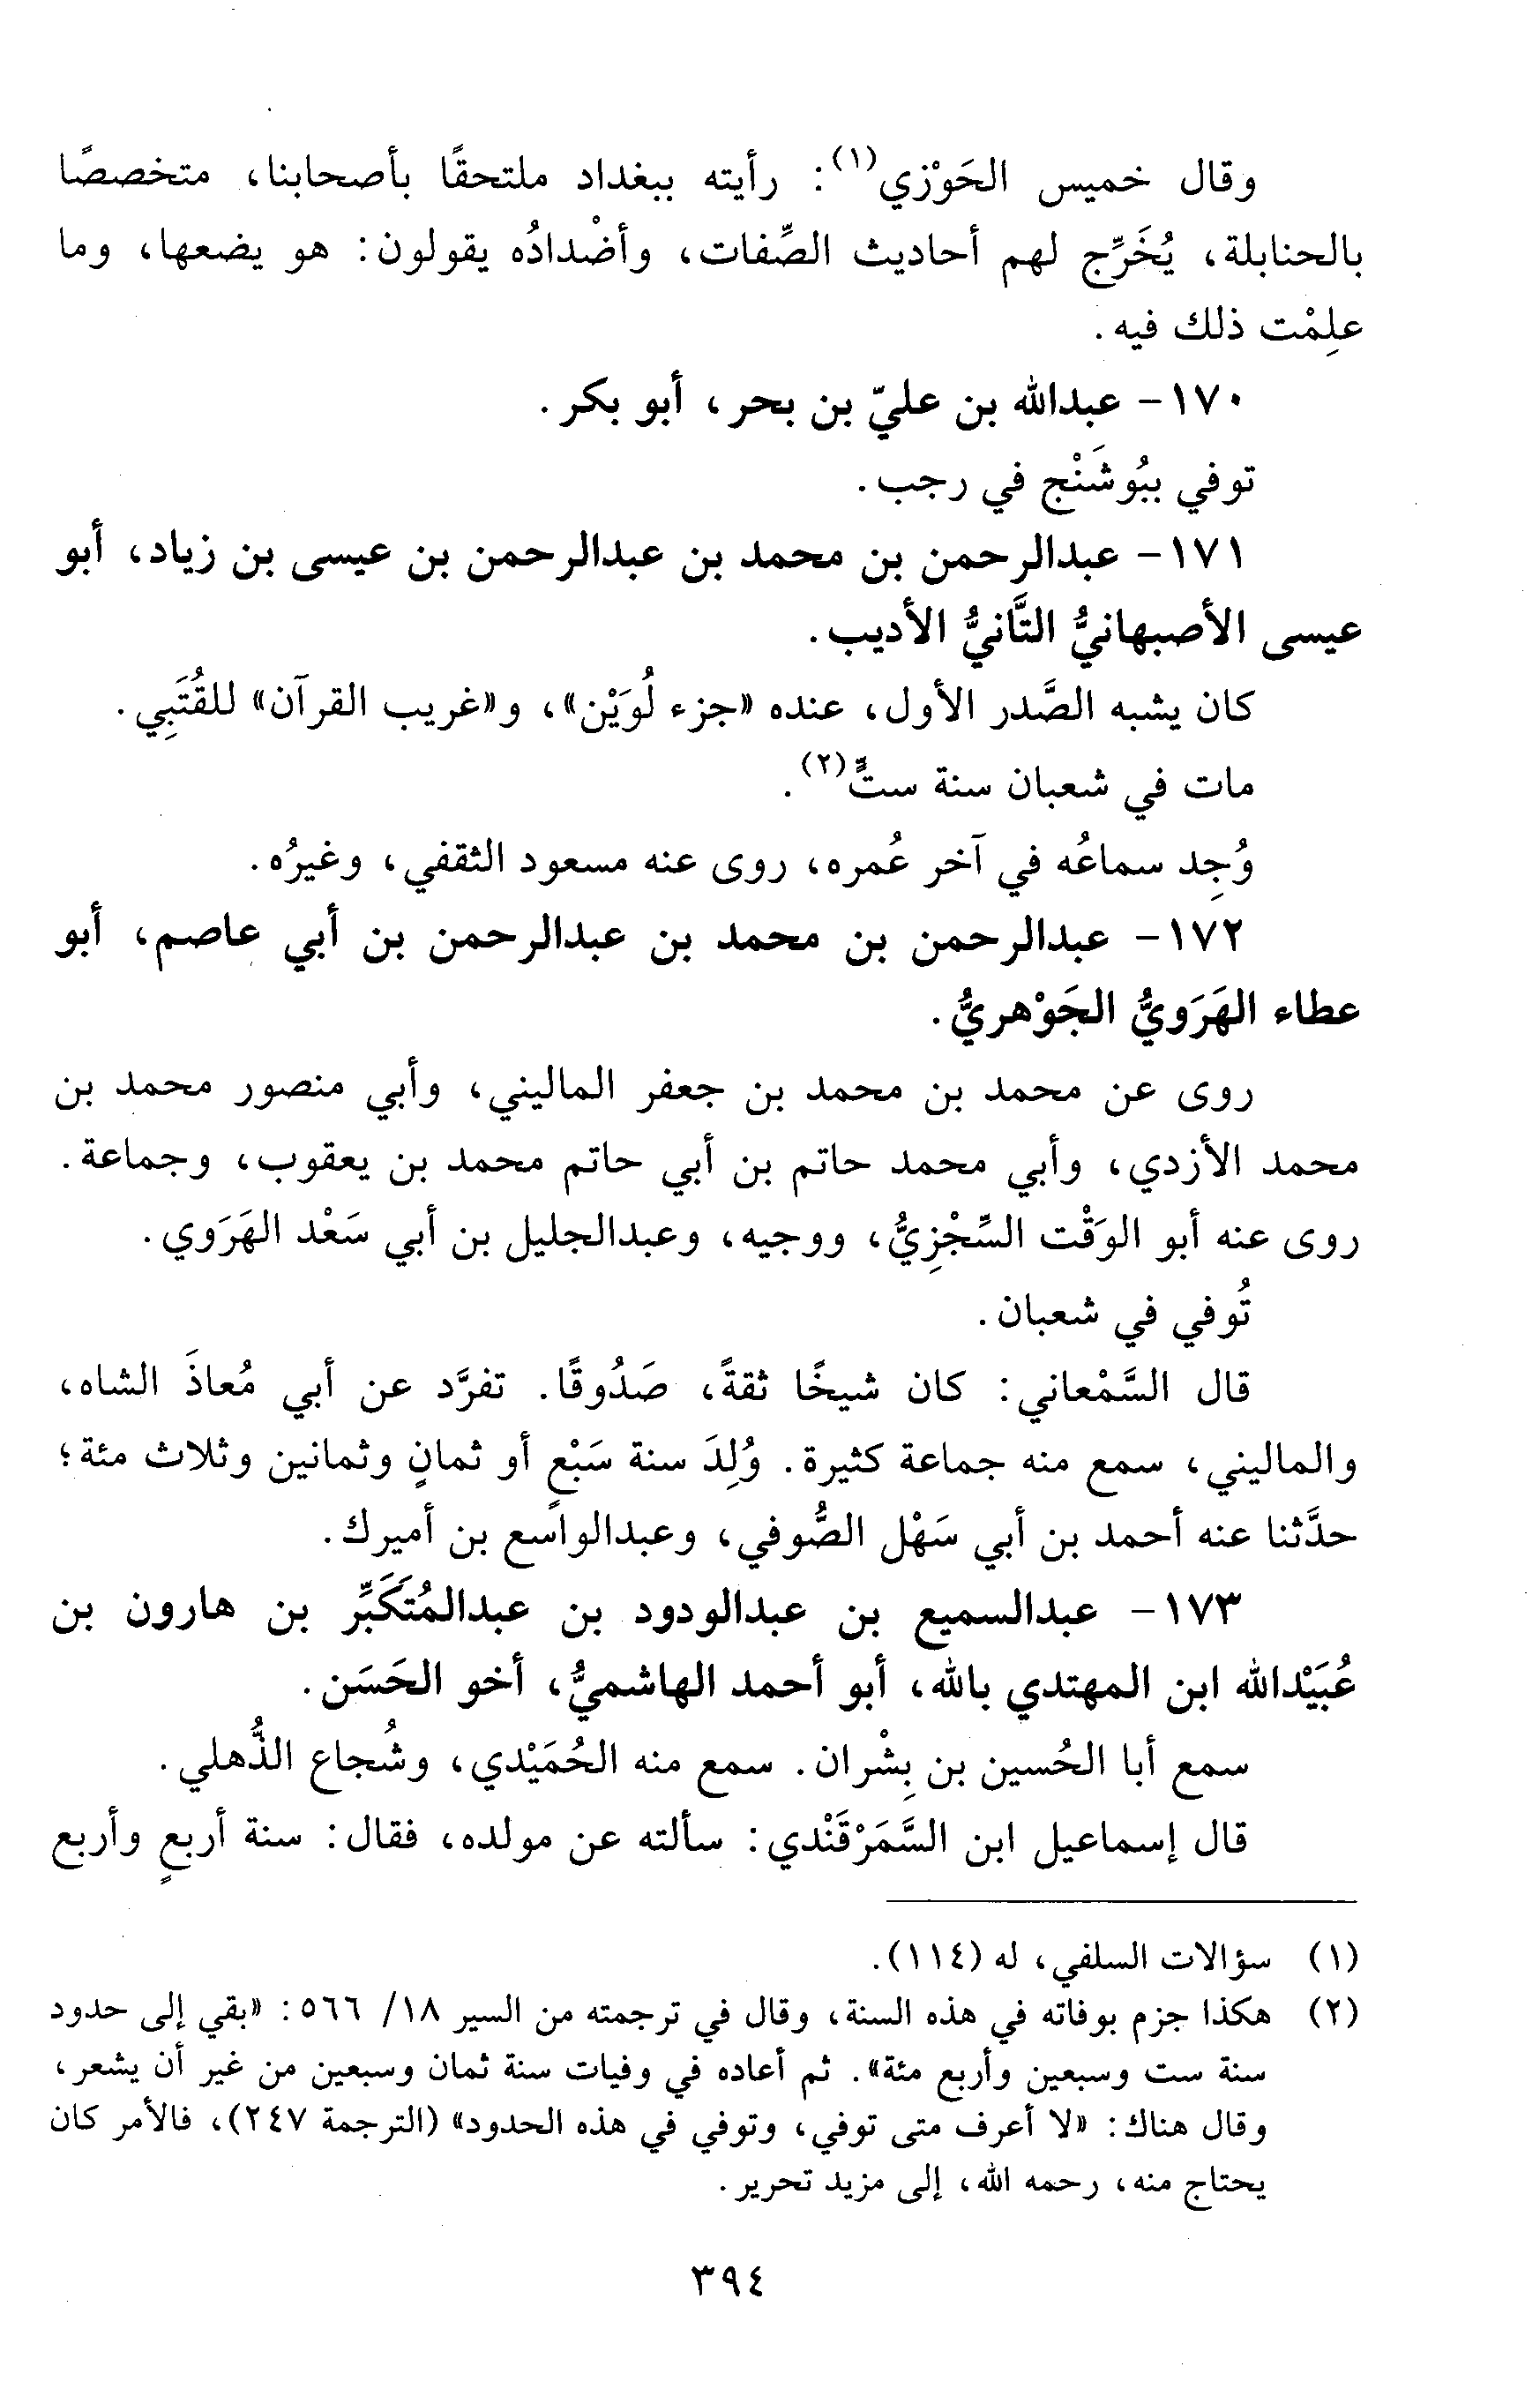 وقال خميس الحَوْزي(١): رأيته ببغداد ملتحقًا بأصحابنا، متخصصًا
بالحنابلة، يُخَرِّج لهم أحاديث الصِّفات، وأضْدادُه يقولون: هو يضعها، وما
علِمْت ذلك فيه.
١٧٠- عبدالله بن عليّ بن بحر، أبو بكر.
توفي ببُوشَنْج في رجب.
١٧١- عبدالرحمن بن محمد بن عبدالرحمن بن عيسى بن زياد، أبو
عيسى الأصبهانيُّ التَّانيُّ الأديب.
كان يشبه الصَّدر الأول، عنده «جزء لُوَيْن»، و«غريب القرآن» للقُتَبِي.
مات في شعبان سنة ستٍّ(٢).
وُجِد سماعُه في آخر عُمره، روى عنه مسعود الثقفي، وغيرُه.
١٧٢- عبدالرحمن بن محمد بن عبدالرحمن بن أبي عاصم، أبو
عطاء الهَرَويُّ الجَوْهريُّ.
روى عن محمد بن محمد بن جعفر الماليني، وأبي منصور محمد بن
محمد الأزدي، وأبي محمد حاتم بن أبي حاتم محمد بن يعقوب، وجماعة.
روى عنه أبو الوَقْت السِّجْزِيُّ، ووجيه، وعبدالجليل بن أبي سَعْد الهَرَوي.
تُوفي في شعبان.
قال السَّمْعاني: كان شيخًا ثقةً، صَدُوقًا. تفرَّد عن أبي مُعاذَ الشاه،
والماليني، سمع منه جماعة كثيرة. وُلِدَ سنة سَبْعٍ أو ثمانٍ وثمانين وثلاث مئة؛
حدَّثنا عنه أحمد بن أبي سَهْل الصُّوفي، وعبدالواسع بن أميرك.
١٧٣- عبدالسميع بن عبدالودود بن عبدالمُتَكَبِّر بن هارون بن
عُبَيْدالله ابن المهتدي بالله، أبو أحمد الهاشميُّ، أخو الحَسَن.
سمع أبا الحُسين بن بِشْران. سمع منه الحُمَيْدي، وشُجاع الذُّهلي.
قال إسماعيل ابن السَّمَرْقَنْدي: سألته عن مولده، فقال: سنة أربعٍ وأربع
(١) سؤالات السلفي، له (١١٤).
(٢) هكذا جزم بوفاته في هذه السنة، وقال في ترجمته من السير ١٨/ ٥٦٦: «بقي إلى حدود
سنة ست وسبعين وأربع مئة». ثم أعاده في وفيات سنة ثمان وسبعين من غير أن يشعر،
وقال هناك: «لا أعرف متى توفي، وتوفي في هذه الحدود» (الترجمة ٢٤٧)، فالأمر كان
يحتاج منه، رحمه الله، إلى مزيد تحرير.
٣٩٤